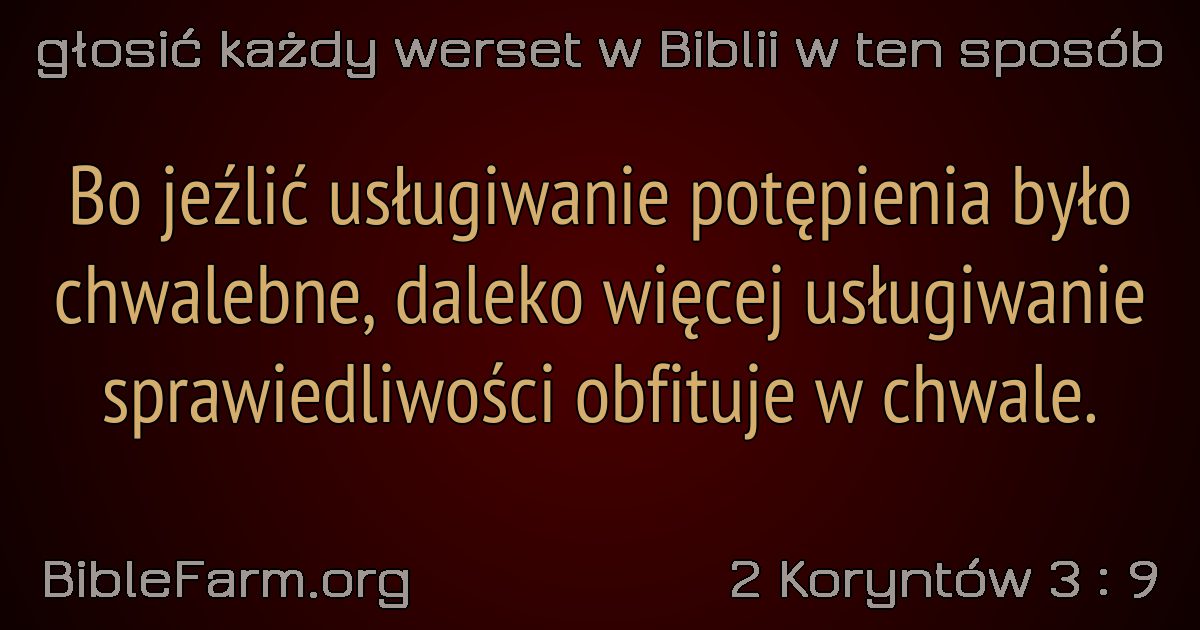 głosić każdy werset w Biblii w ten sposób
Bo jeźlić usługiwanie potępienia było
chwalebne, daleko więcej usługiwanie
sprawiedliwości obfituje w chwale.
BibleFarm.org
2 Koryntów 3 : 9